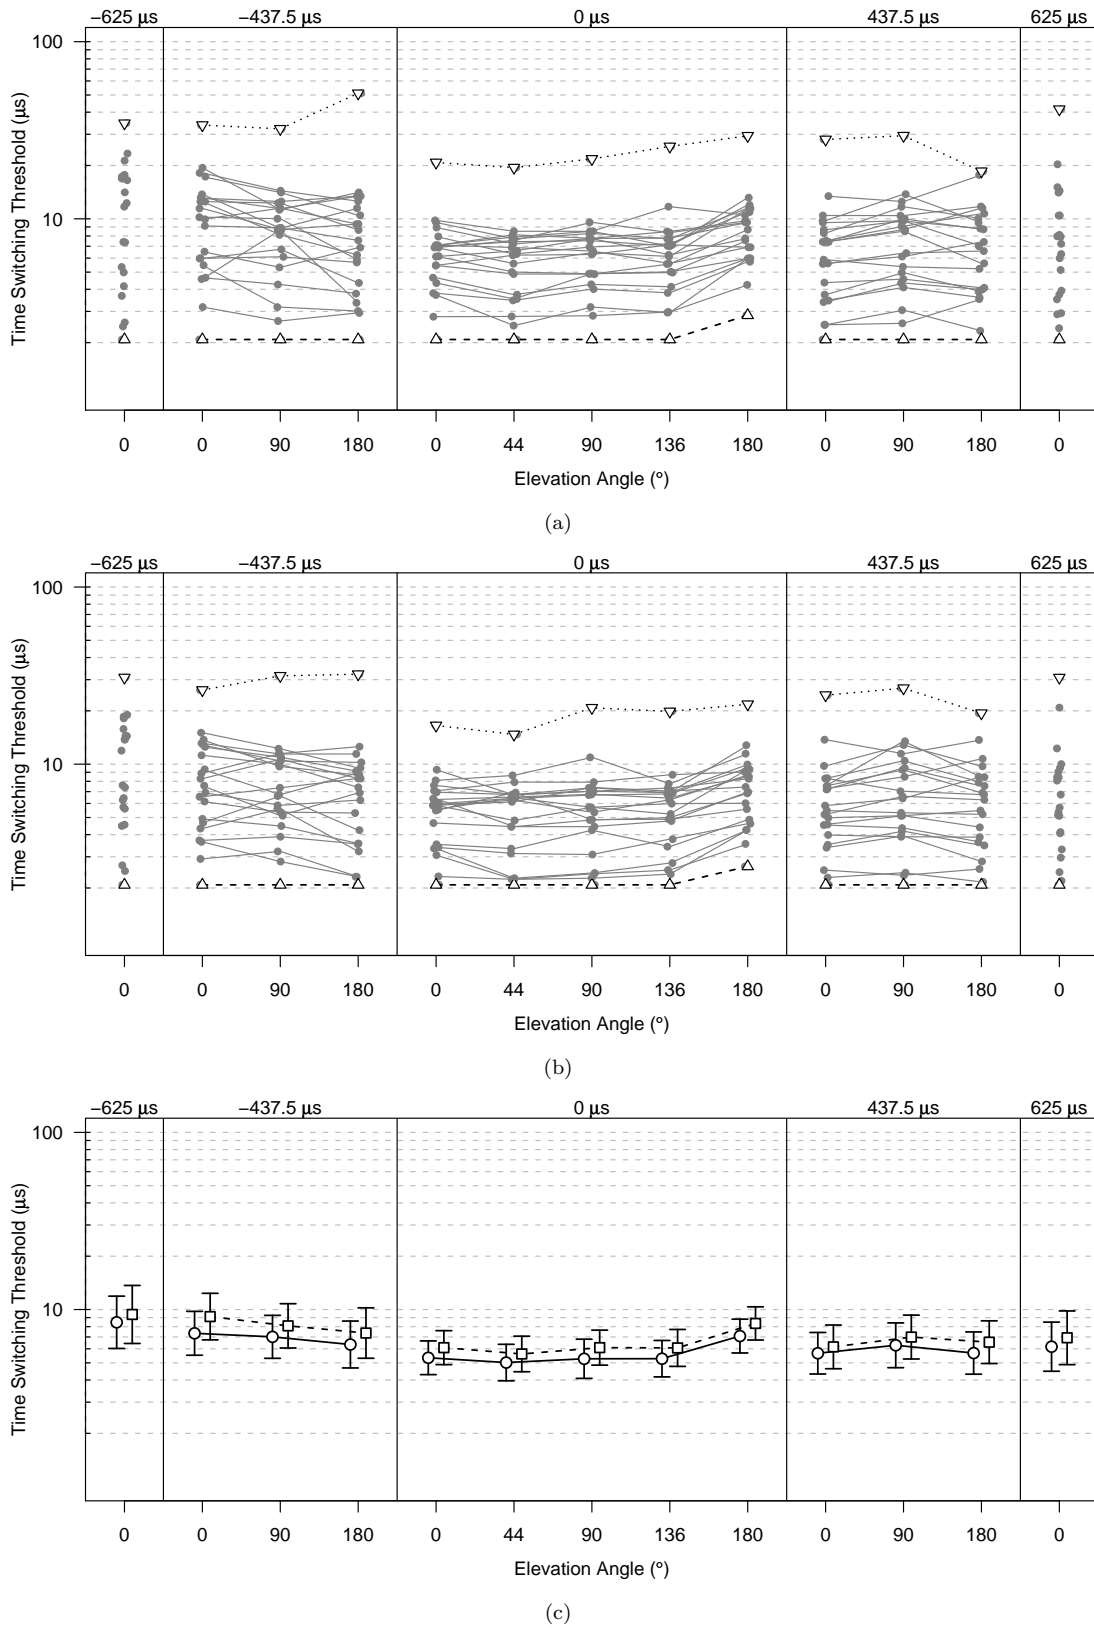 −625 μs −437.5 μs 0 μs 437.5 μs 625 μs
100
10
Time Switching Threshold (μs)
0 0 90 180 0 44 90 136 180 0 90 180 0
Elevation Angle (°)
(a)
−625 μs −437.5 μs 0 μs 437.5 μs 625 μs
100
10
Time Switching Threshold (μs)
0 0 90 180 0 44 90 136 180 0 90 180 0
Elevation Angle (°)
(b)
−625 μs −437.5 μs 0 μs 437.5 μs 625 μs
100
10
Time Switching Threshold (μs)
0 0 90 180 0 44 90 136 180 0 90 180 0
Elevation Angle (°)
(c)